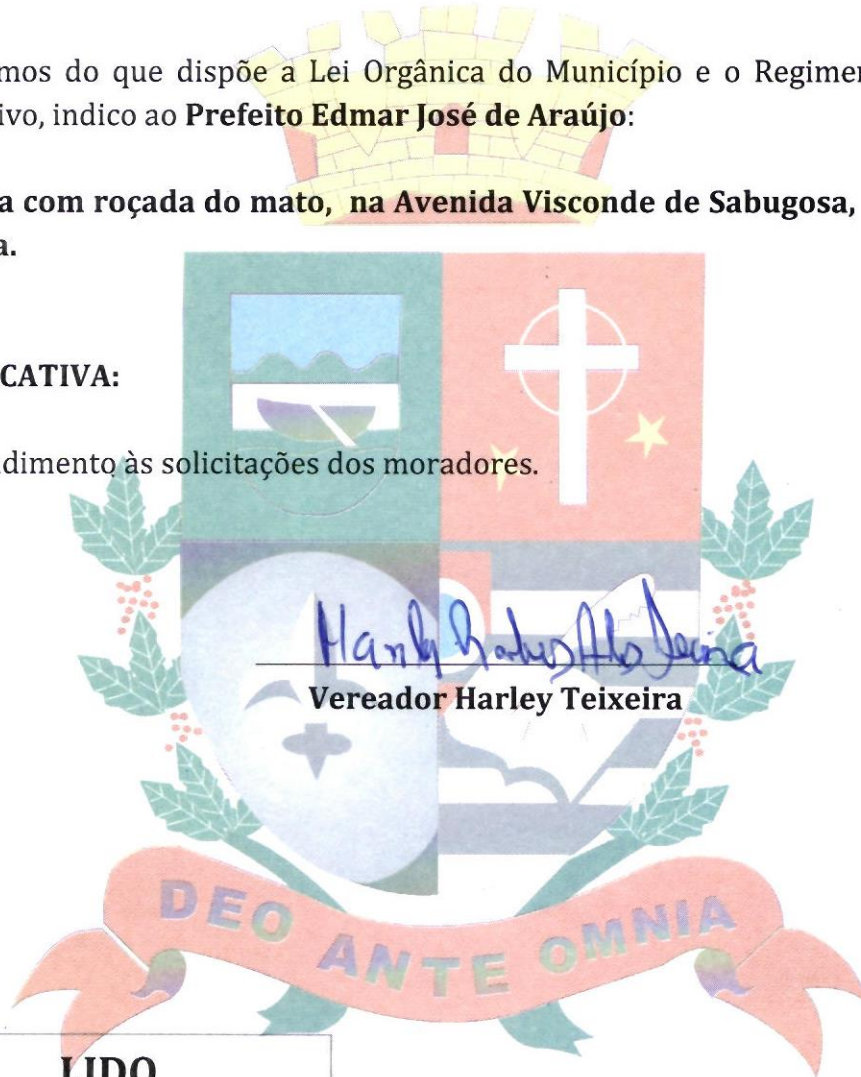 mos do que dispõe a Lei Orgânica do Município e o Regimen
ivo, indico ao Prefeito Edmar José de Araújo:
a com roçada do mato, na Avenida Visconde de Sabugosa,
a.
CATIVA:
dimento às solicitações dos moradores.
Vereador Harley Teixeira
DEO ANTE OMNIA
LIDO